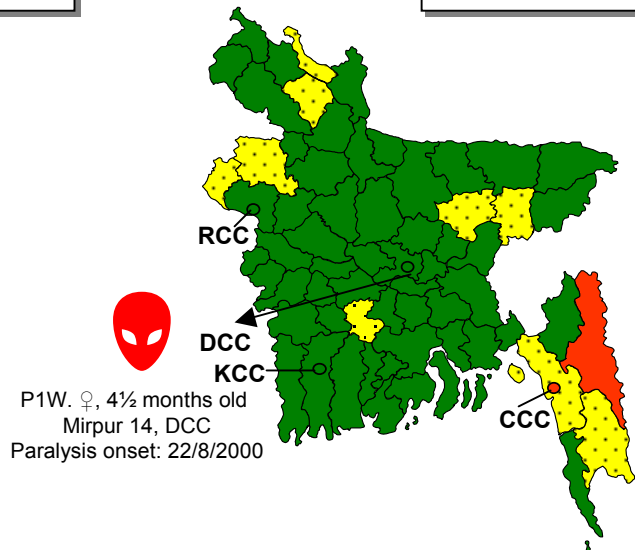 RCC
DCC
KCC
CCC
P1W. ♀, 4½ months old
Mirpur 14, DCC
Paralysis onset: 22/8/2000